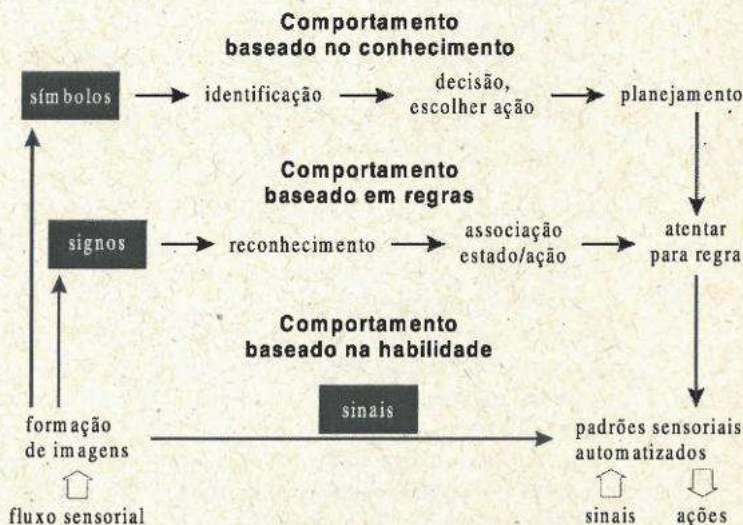 Comportamento
baseado no conhecimento
símbolos
identificação
decisão,
escolher ação
planejamento
Comportamento
baseado em regras
signos
reconhecimento
associação
estado/ação
atentar
para regra
Comportamento
baseado na habilidade
sinais
formação
de imagens
padrões sensoriais
automatizados
fluxo sensorial
sinais
ações